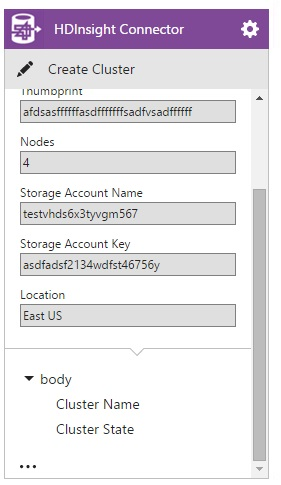 HDInsight Connector
Create Cluster
Thumbprint
afdsasffffffasdfffffffsadfvsadffffff
Nodes
4
Storage Account Name
testvhds6x3tyvgm567
Storage Account Key
asdfadsf2134wdfst46756y
Location
East US
body
Cluster Name
Cluster State
...